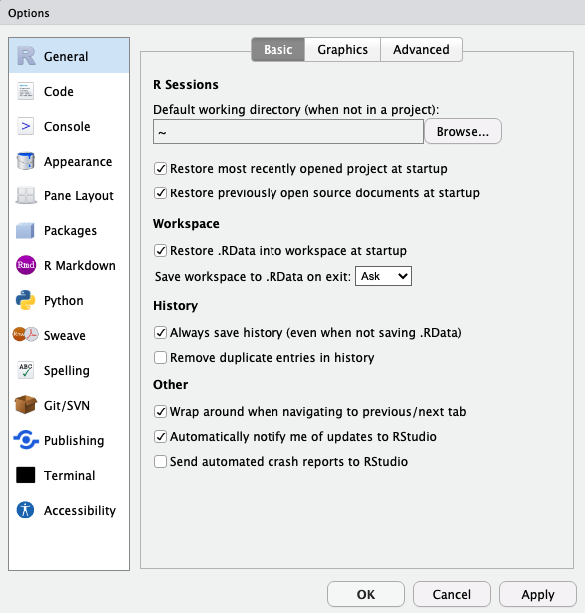 Options
General
Code
Console
Appearance
Pane Layout
Packages
R Markdown
Python
Sweave
Spelling
Git/SVN
Publishing
Terminal
Accessibility
Basic Graphics Advanced
R Sessions
Default working directory (when not in a project):
~ Browse...
Restore most recently opened project at startup
Restore previously open source documents at startup
Workspace
Restore .RData into workspace at startup
Save workspace to .RData on exit: Ask
History
Always save history (even when not saving .RData)
Remove duplicate entries in history
Other
Wrap around when navigating to previous/next tab
Automatically notify me of updates to RStudio
Send automated crash reports to RStudio
OK Cancel Apply